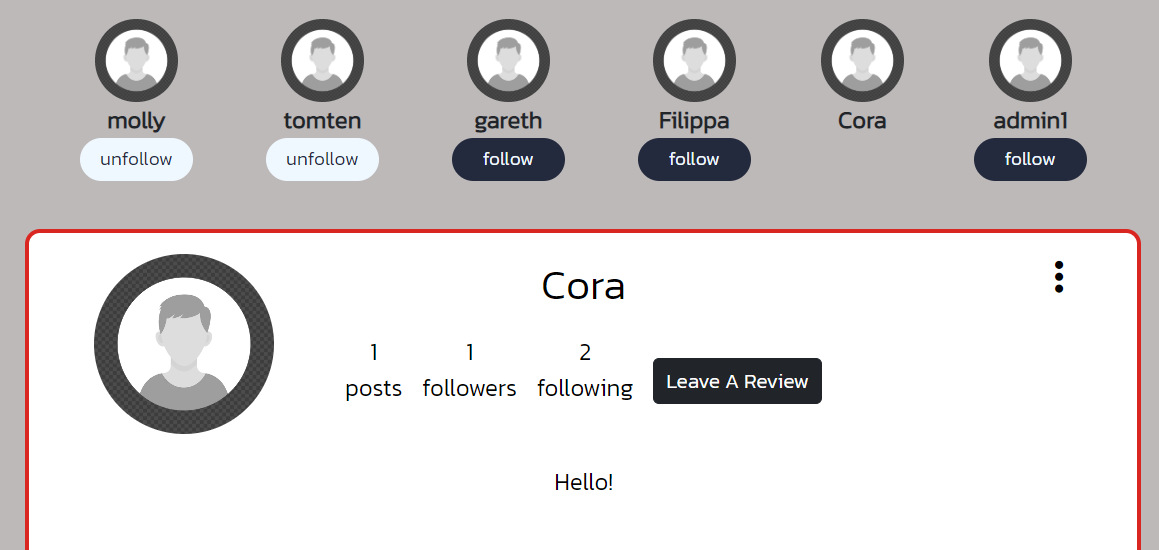 molly tomten gareth Filippa Cora admin1
unfollow unfollow follow follow follow
Cora
1 1 2
posts followers following Leave A Review
Hello!